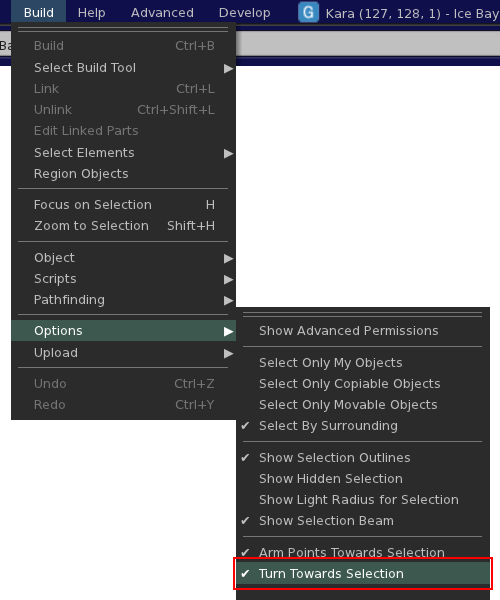 Build Help Advanced Develop G Kara (127, 128, 1) - Ice Bay
Ba
Build Ctrl+B
Select Build Tool ▶
Link Ctrl+L
Unlink Ctrl+Shift+L
Edit Linked Parts
Select Elements ▶
Region Objects
Focus on Selection H
Zoom to Selection Shift+H
Object ▶
Scripts ▶
Pathfinding ▶
Options ▶
Upload ▶
Undo Ctrl+Z
Redo Ctrl+Y
Show Advanced Permissions
Select Only My Objects
Select Only Copiable Objects
Select Only Movable Objects
✔ Select By Surrounding
✔ Show Selection Outlines
Show Hidden Selection
Show Light Radius for Selection
✔ Show Selection Beam
✔ Arm Points Towards Selection
✔ Turn Towards Selection